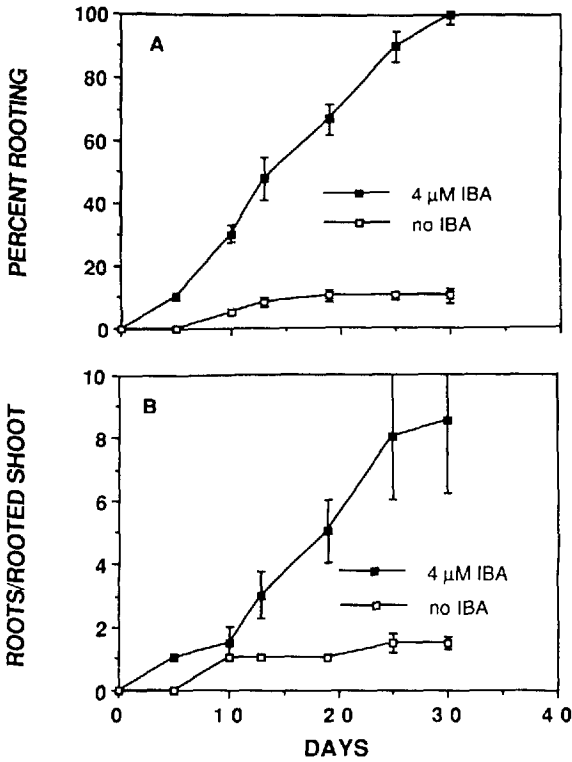 PERCENT ROOTING
100
80
60
40
20
0
A
4 µM IBA
no IBA
ROOTS/ROOTED SHOOT
10
8
6
4
2
0
B
4 µM IBA
no IBA
0 10 20 30 40
DAYS